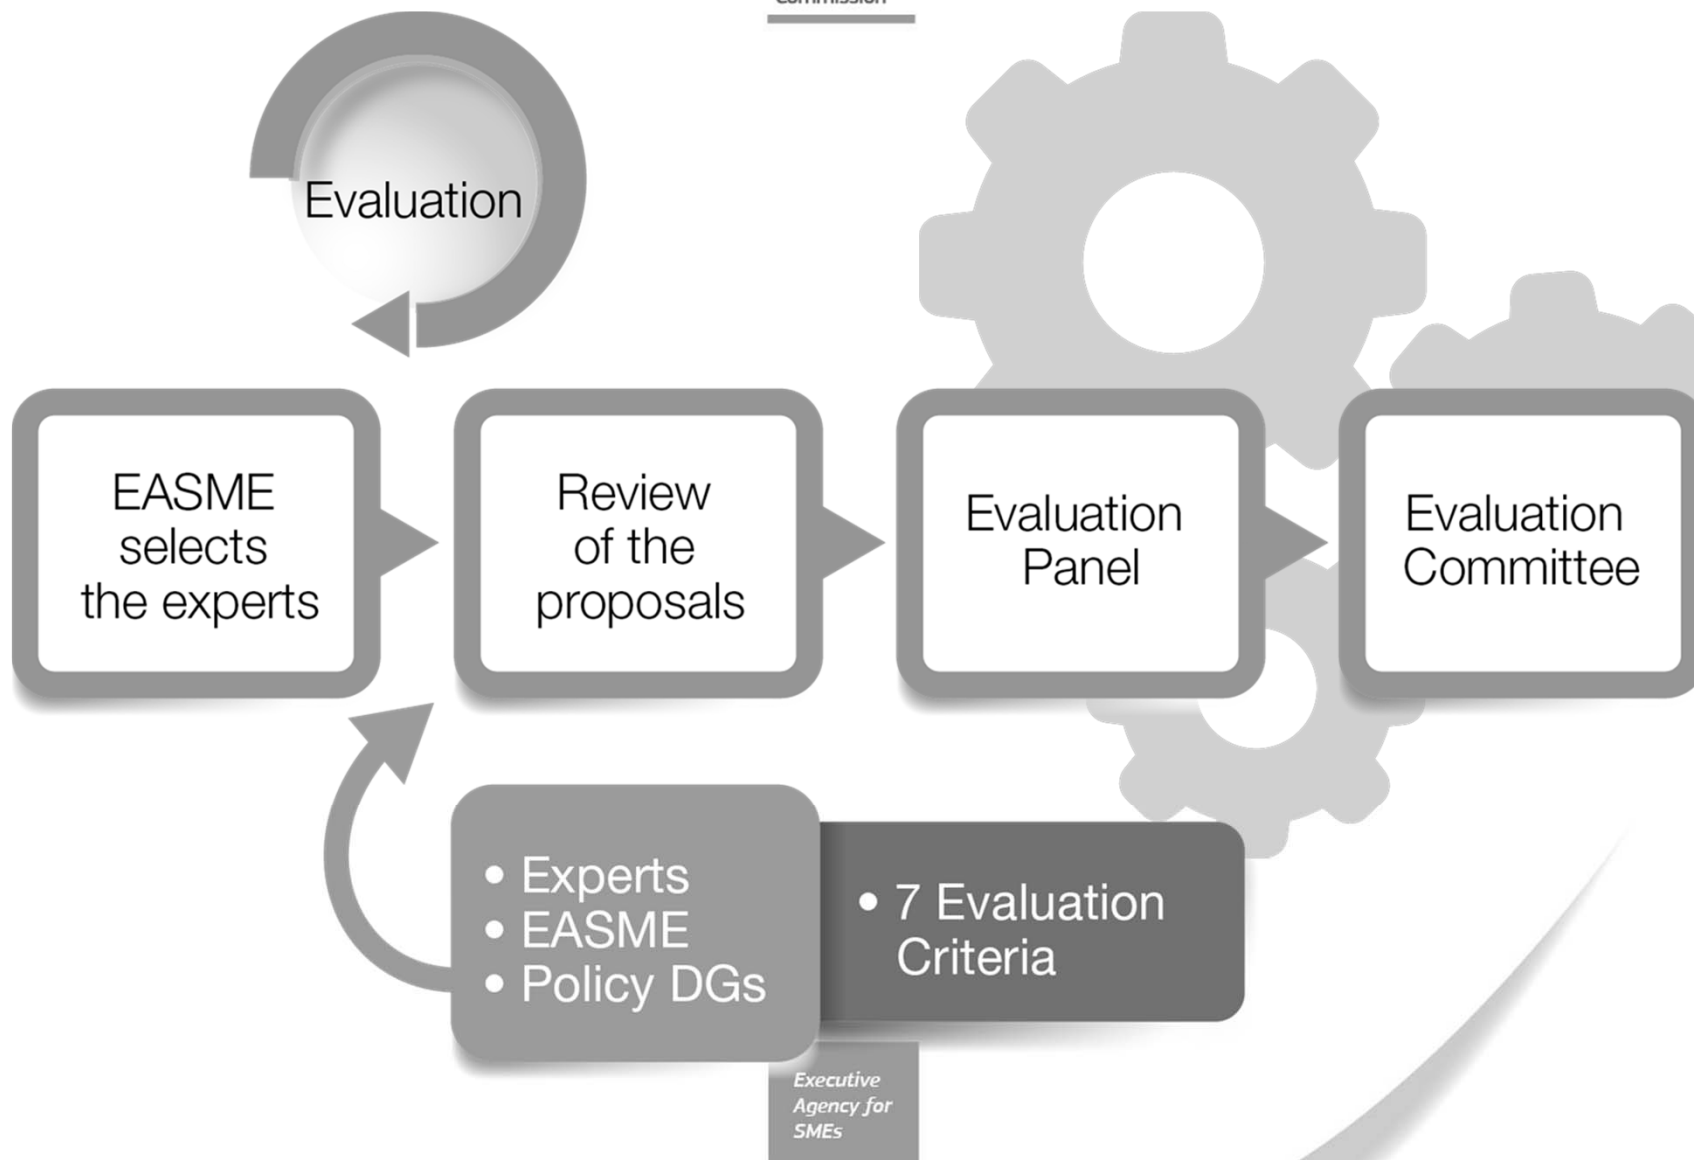 Commission
Evaluation
EASME
selects
the experts
Review
of the
proposals
Evaluation
Panel
Evaluation
Committee
• Experts
• EASME
• Policy DGs
• 7 Evaluation
Criteria
Executive
Agency for
SMEs